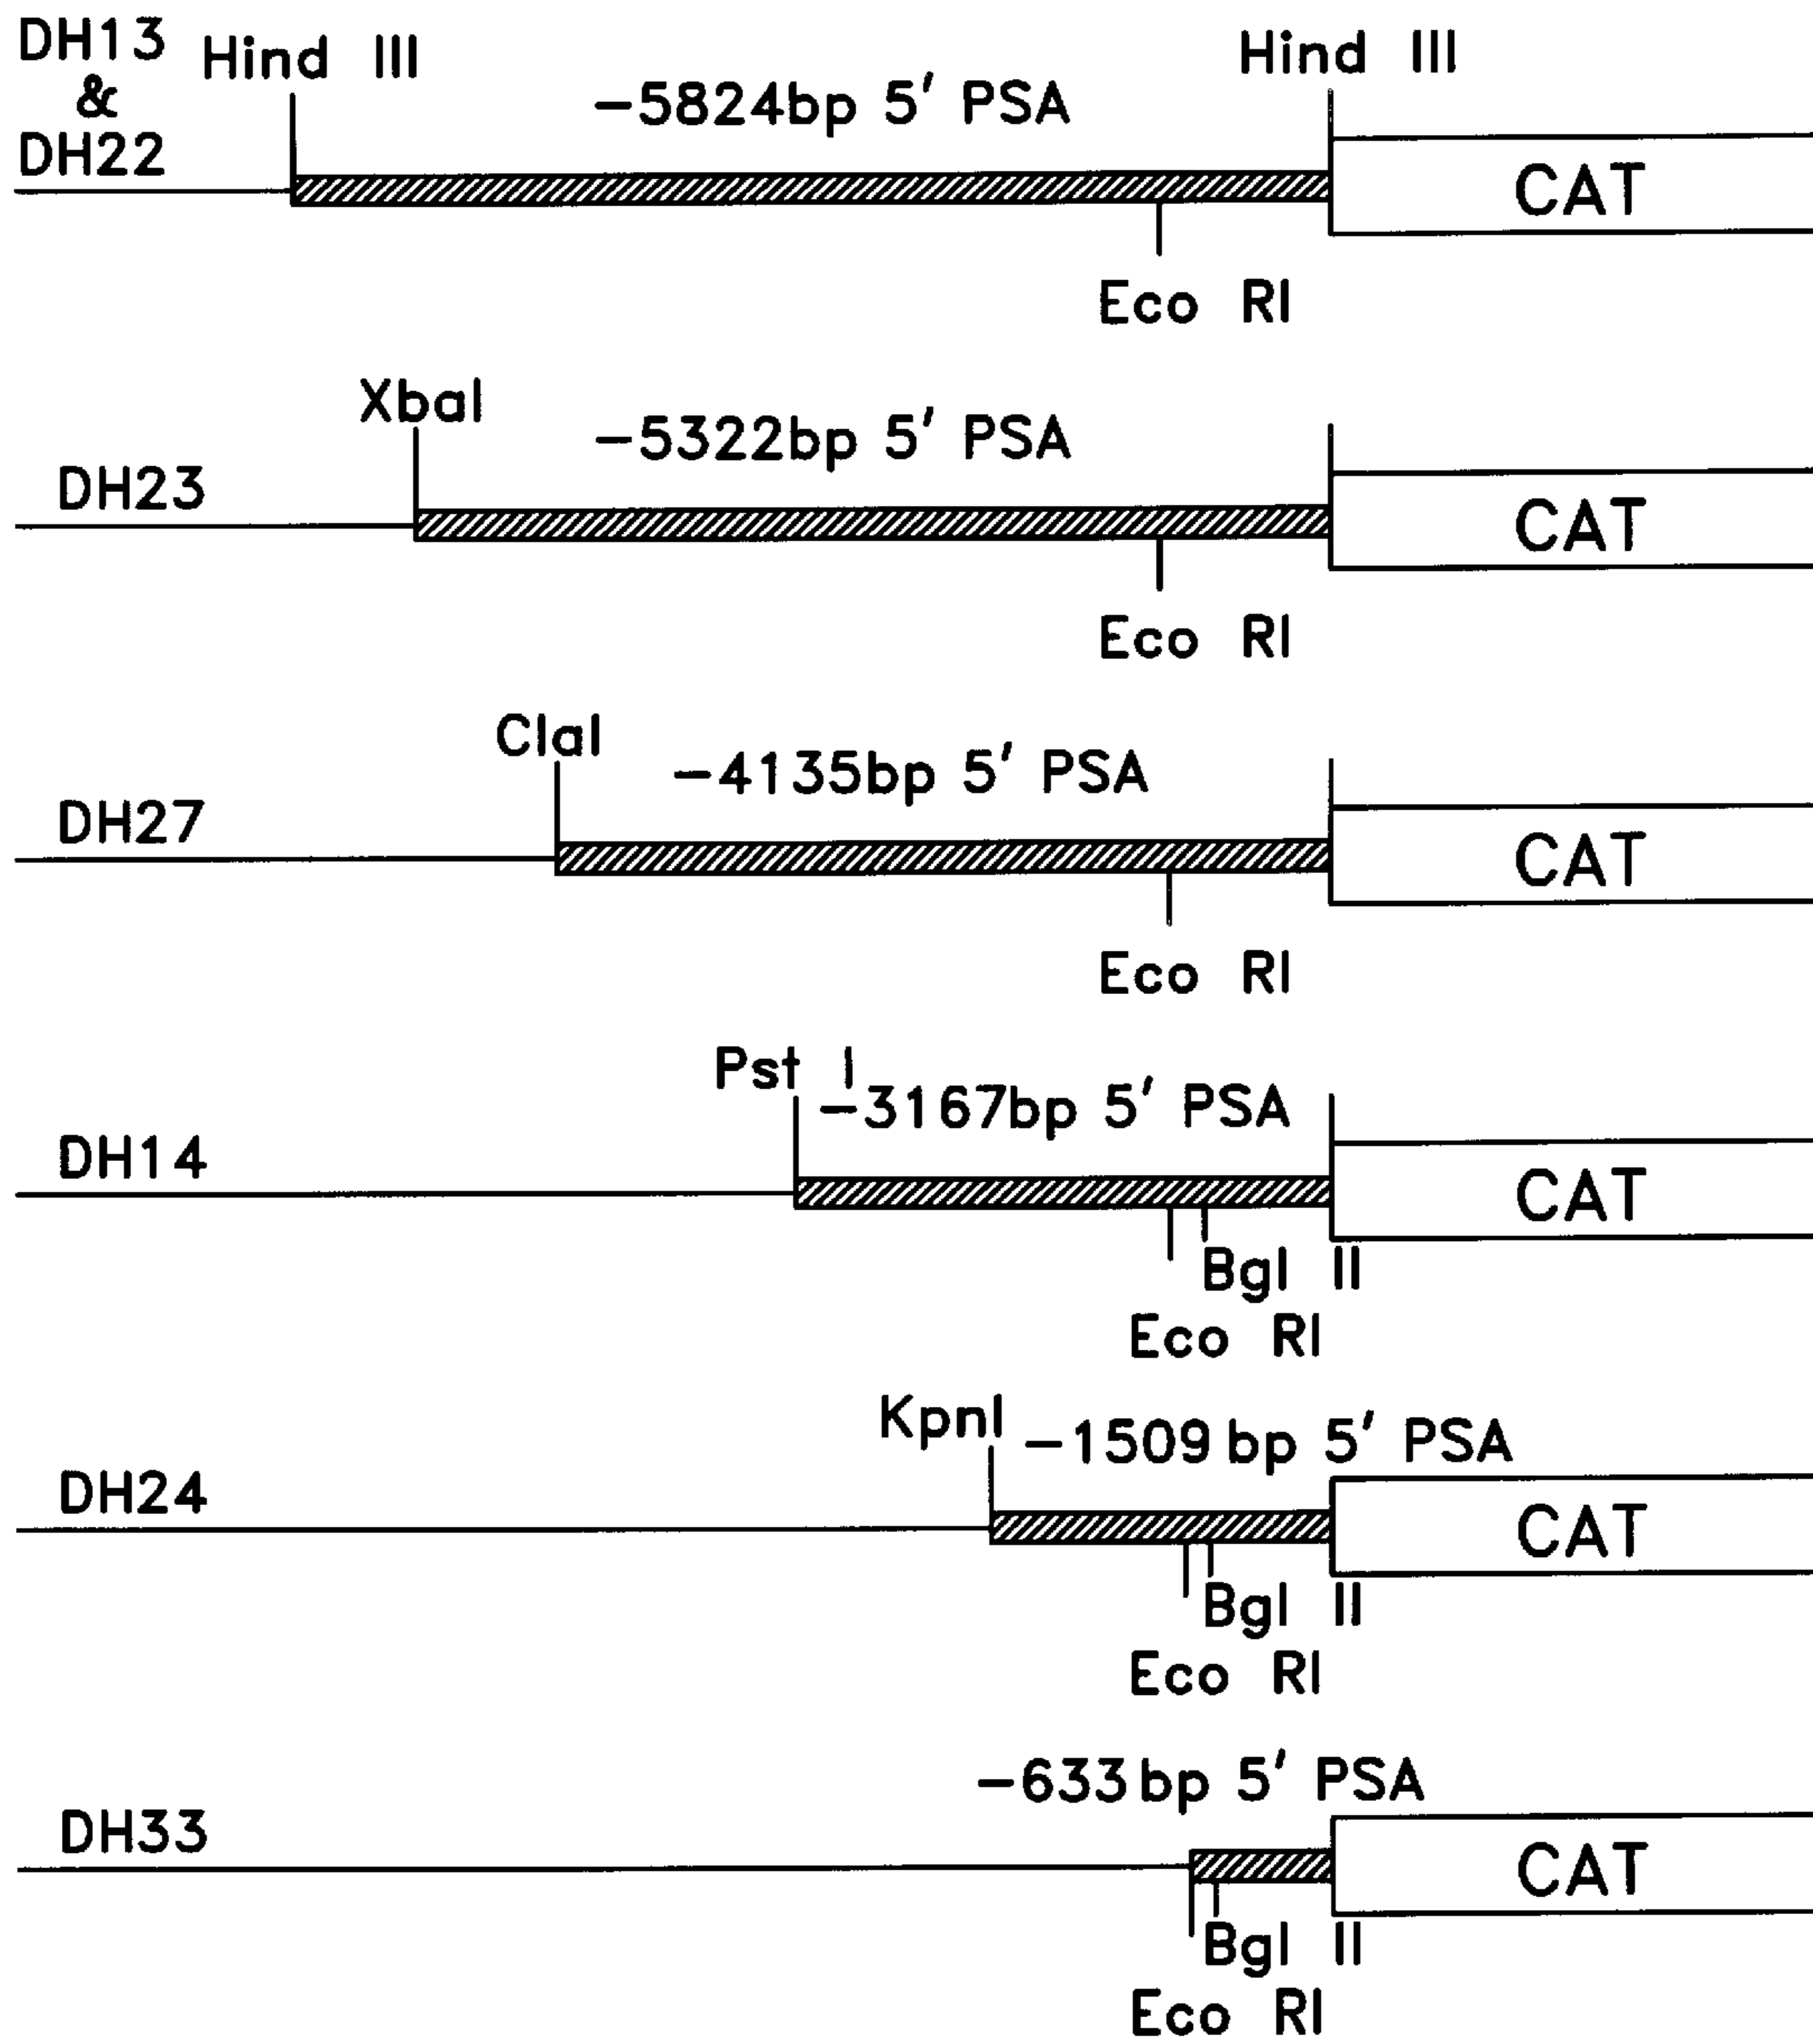 DH13
&
DH22
Hind III
Hind III
-5824bp 5' PSA
CAT
Eco RI
XbaI
-5322bp 5' PSA
DH23
CAT
Eco RI
ClaI
-4135bp 5' PSA
DH27
CAT
Eco RI
Pst I
-3167bp 5' PSA
DH14
CAT
Bgl II
Eco RI
KpnI
-1509 bp 5' PSA
DH24
CAT
Bgl II
Eco RI
-633 bp 5' PSA
DH33
CAT
Bgl II
Eco RI